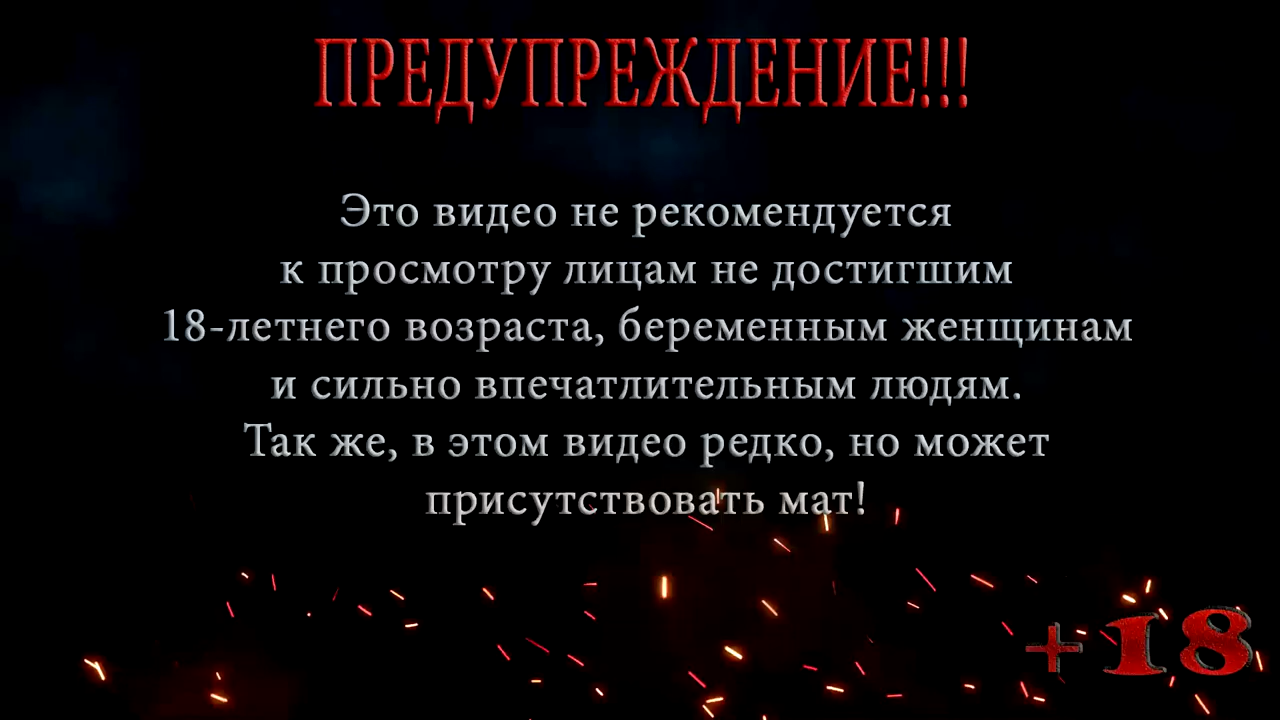 ПРЕДУПРЕЖДЕНИЕ!!!
Это видео не рекомендуется
к просмотру лицам не достигшим
18-летнего возраста, беременным женщинам
и сильно впечатлительным людям.
Так же, в этом видео редко, но может
присутствовать мат!
+18